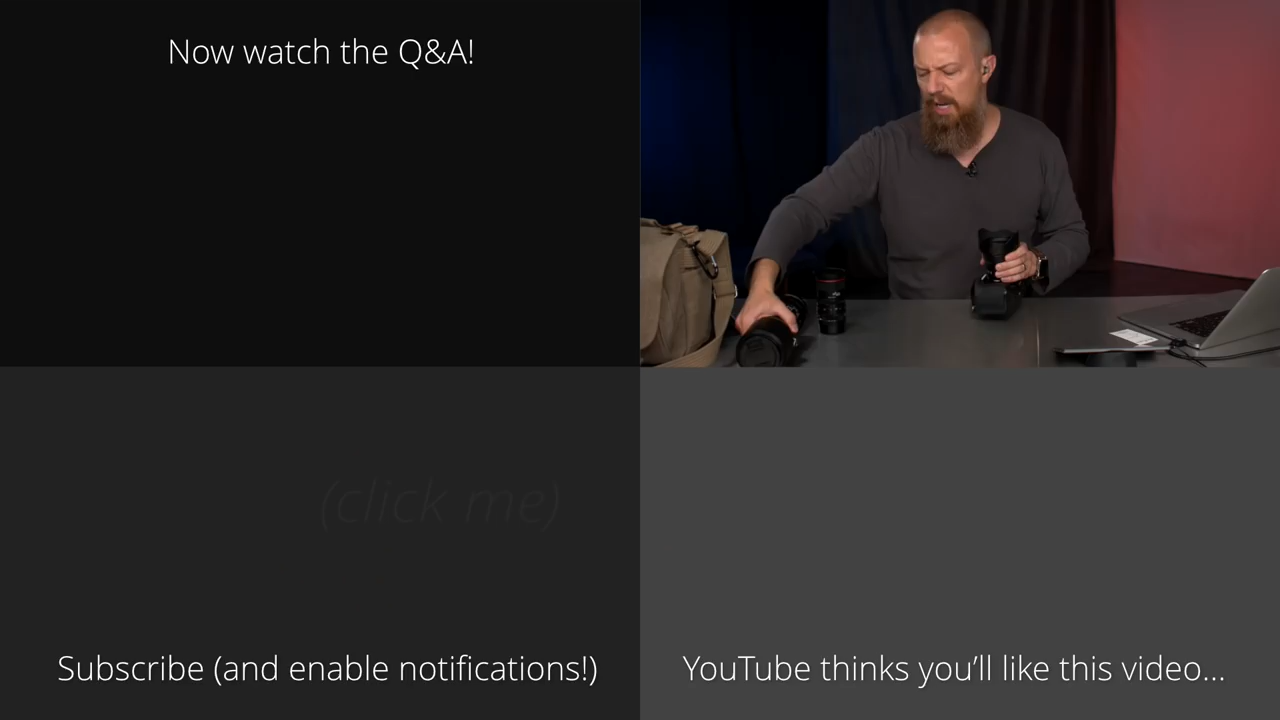 Now watch the Q&A!
(click me)
Subscribe (and enable notifications!)
YouTube thinks you’ll like this video...